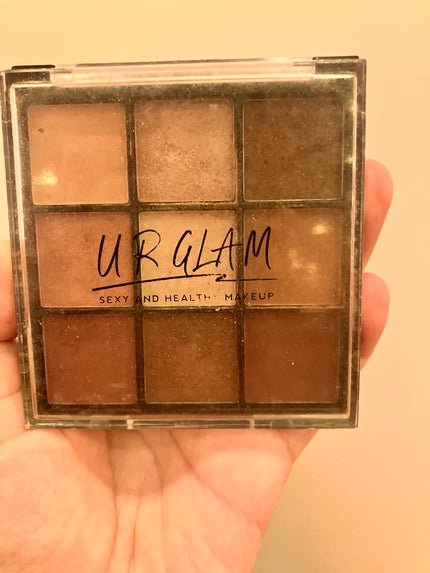 UR GLAM
SEXY AND HEALTHY MAKEUP